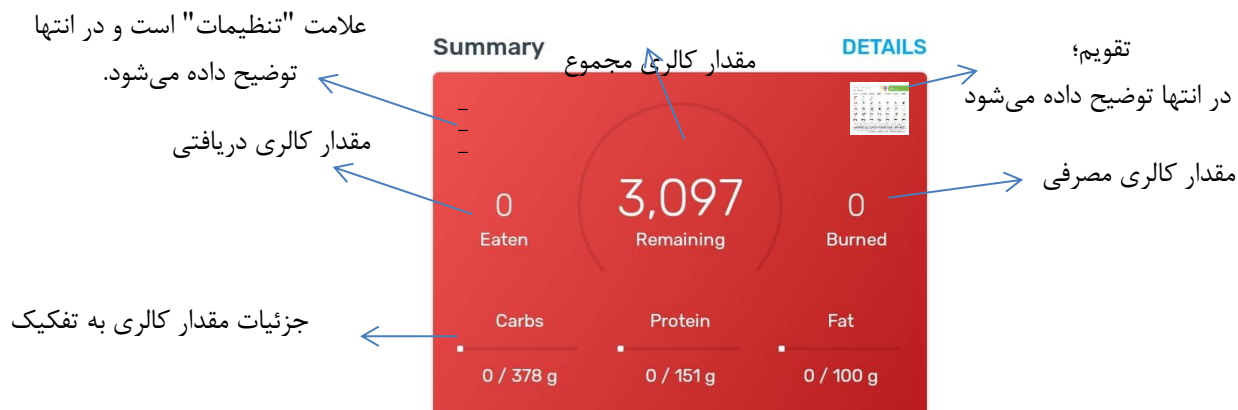 علامت "تنظیمات" است و در انتها
توضیح داده می‌شود.
Summary
مقدار کالری مجموع
DETAILS
تقویم؛
در انتها توضیح داده می‌شود
مقدار کالری دریافتی
مقدار کالری مصرفی
0
Eaten
3,097
Remaining
0
Burned
جزئیات مقدار کالری به تفکیک
Carbs
0 / 378 g
Protein
0 / 151 g
Fat
0 / 100 g